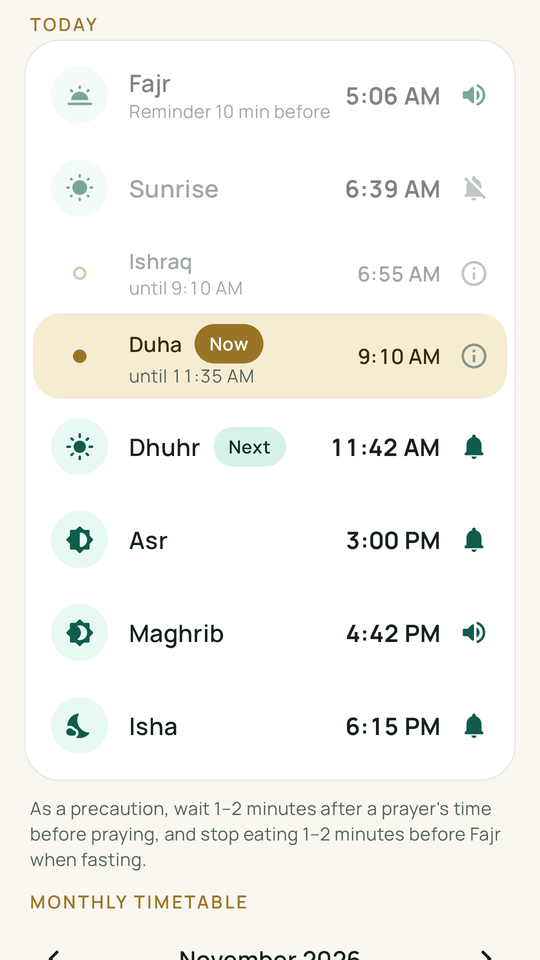 TODAY
Fajr
Reminder 10 min before
5:06 AM
Sunrise
6:39 AM
Ishraq
until 9:10 AM
6:55 AM
Duha
Now
until 11:35 AM
9:10 AM
Dhuhr
Next
11:42 AM
Asr
3:00 PM
Maghrib
4:42 PM
Isha
6:15 PM
As a precaution, wait 1–2 minutes after a prayer's time
before praying, and stop eating 1–2 minutes before Fajr
when fasting.
MONTHLY TIMETABLE
November 2026